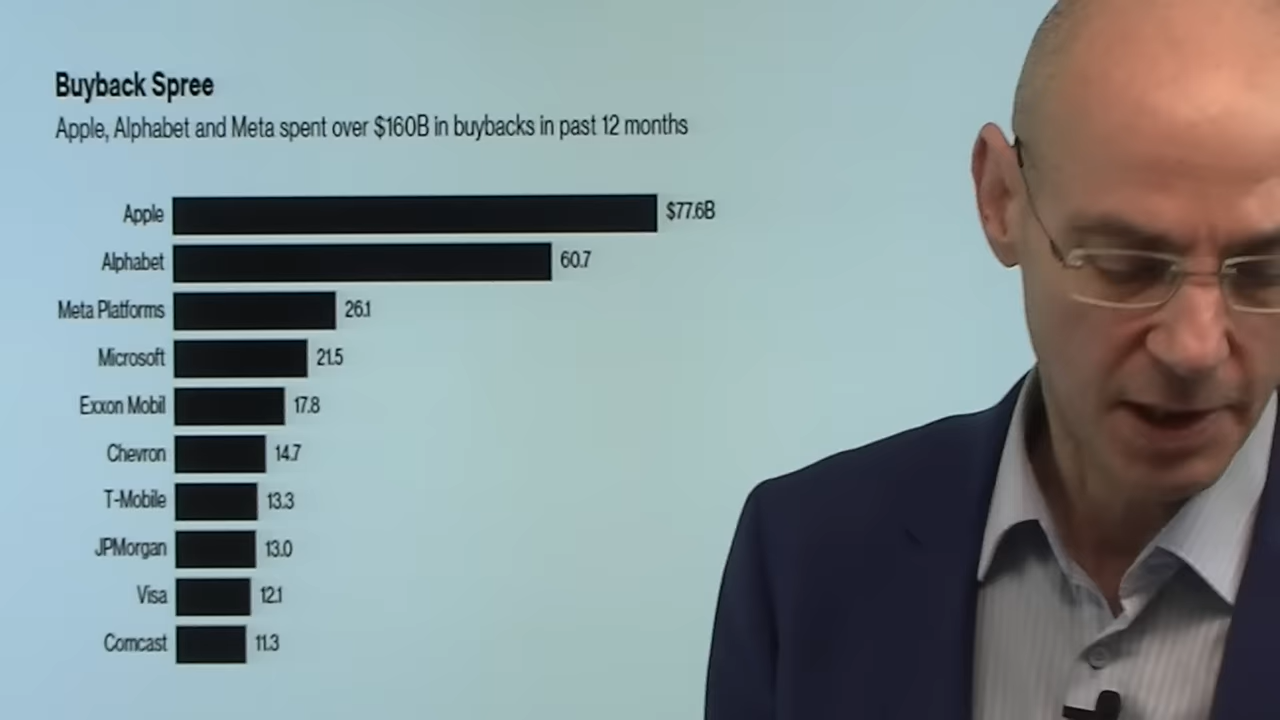 Buyback Spree
Apple, Alphabet and Meta spent over $160B in buybacks in past 12 months
Apple $77.6B
Alphabet 60.7
Meta Platforms 26.1
Microsoft 21.5
Exxon Mobil 17.8
Chevron 14.7
T-Mobile 13.3
JPMorgan 13.0
Visa 12.1
Comcast 11.3